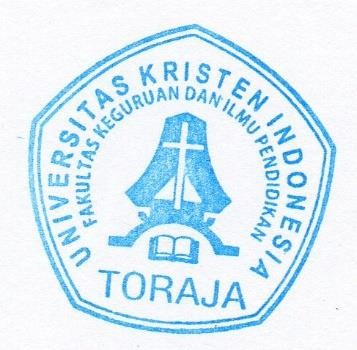 UNIVERSITAS KRISTEN INDONESIA
FAKULTAS KEGURUAN DAN ILMU PENDIDIKAN
TORAJA